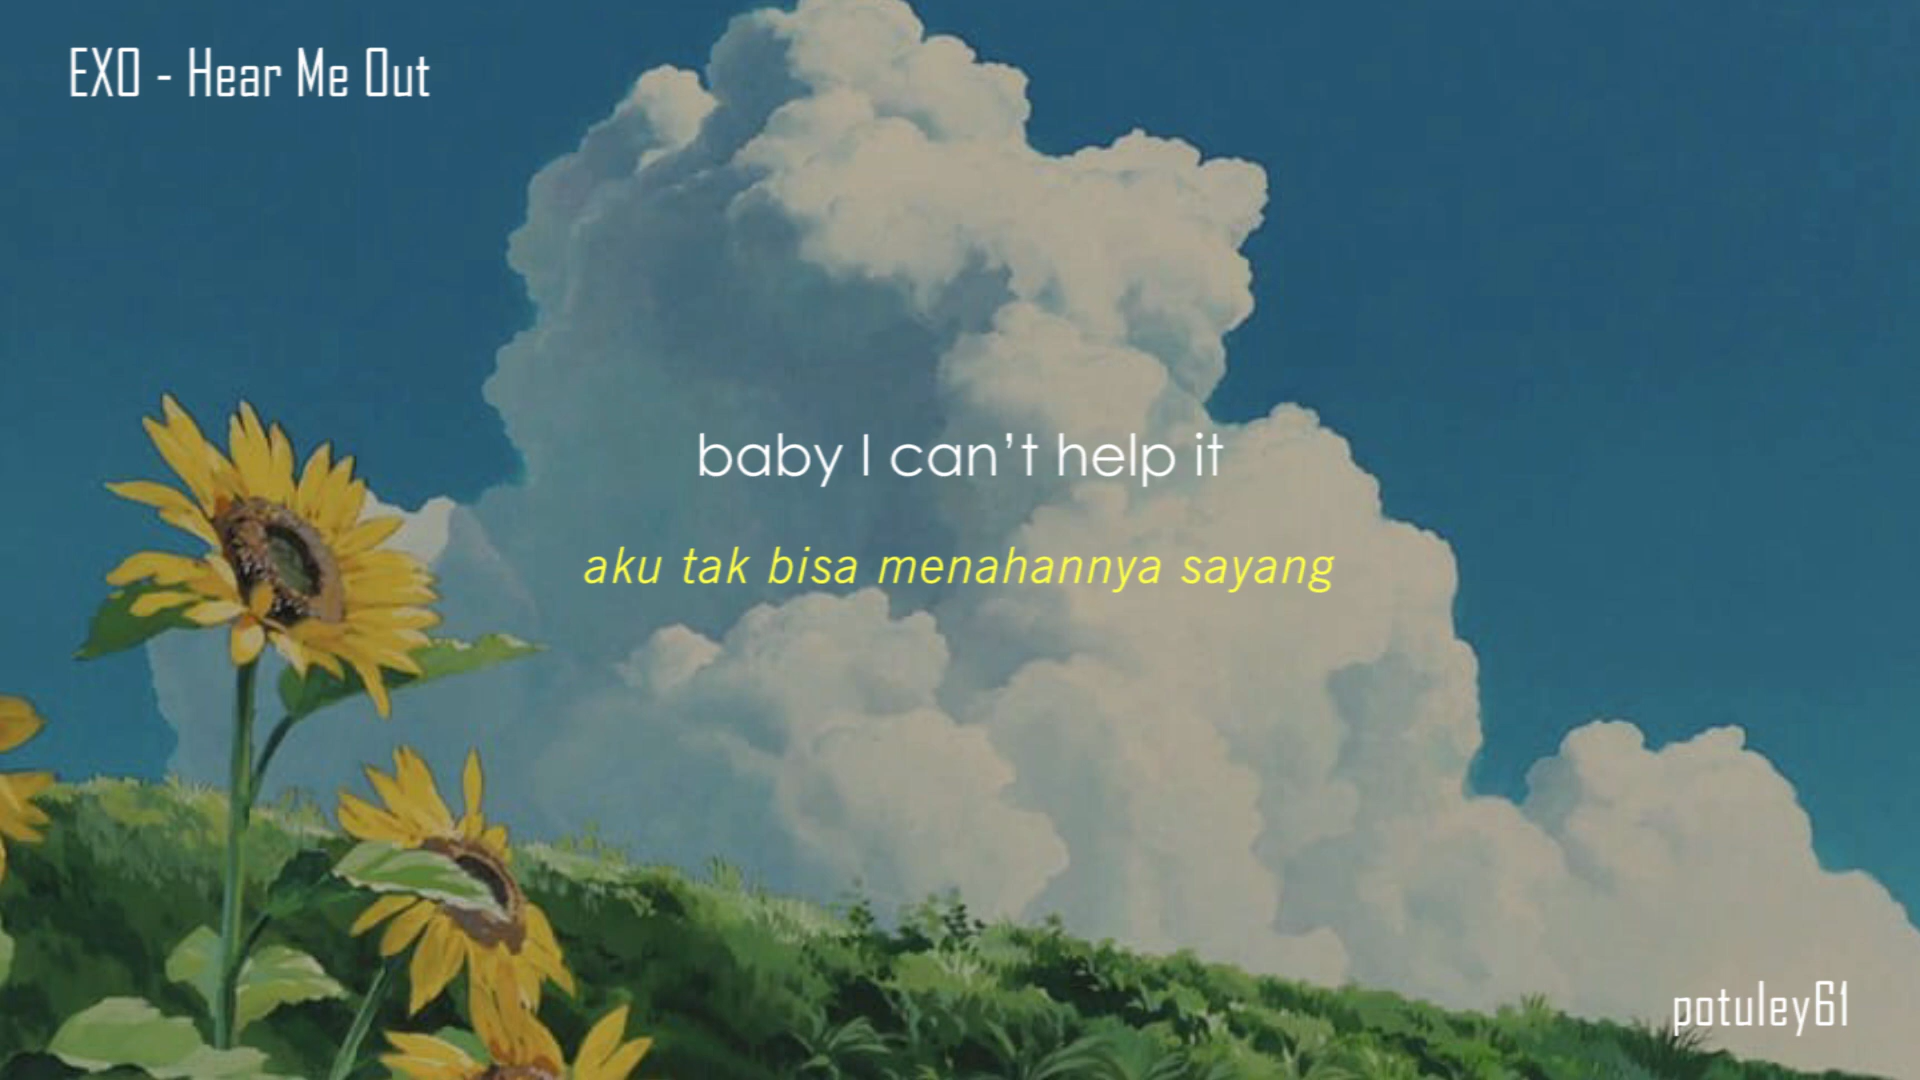 EXO - Hear Me Out
baby I can't help it
aku tak bisa menahannya sayang
potuley61